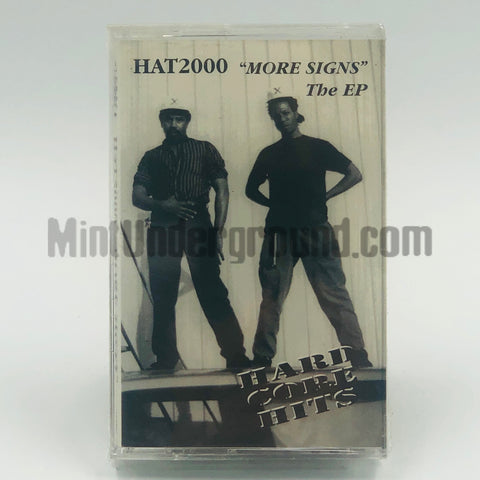 HAT2000 "MORE SIGNS"
The EP
MintUnderground.com
HARD
CORE
HITS